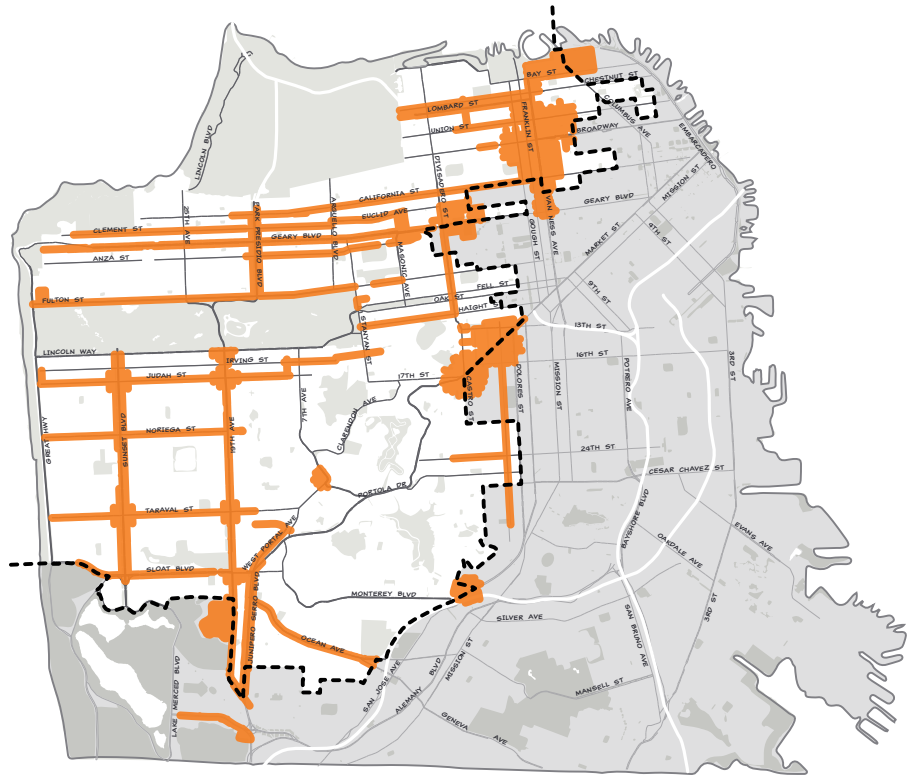 BAY ST
CHESTNUT ST
COLUMBUS AVE
EMBARCADERO
LOMBARD ST
UNION ST
FRANKLIN ST
BROADWAY
LINCOLN BLVD
DIVISADERO ST
MISSION ST
CALIFORNIA ST
GEARY BLVD
VAN NESS AVE
GOUGH ST
25TH AVE
PARK PRESIDIO BLVD
ARGUELLO BLVD
EUCLID AVE
CLEMENT ST
GEARY BLVD
MASONIC AVE
MARKET ST
4TH ST
ANZA ST
FULTON ST
FELL ST
OAK ST
HAIGHT ST
9TH ST
STANYAN ST
13TH ST
LINCOLN WAY
IRVING ST
JUDAH ST
17TH ST
CASTRO ST
DOLORES ST
MISSION ST
16TH ST
POTRERO AVE
3RD ST
GREAT HWY
SUNSET BLVD
NORIEGA ST
19TH AVE
7TH AVE
CLARENDON AVE
24TH ST
CESAR CHAVEZ ST
PORTOLA DR
TARAVAL ST
WEST PORTAL AVE
BAYSHORE BLVD
OAKDALE AVE
EVANS AVE
SLOAT BLVD
MONTEREY BLVD
JUNIPERO SERRO BLVD
OCEAN AVE
SILVER AVE
SAN BRUNO AVE
3RD ST
LAKE MERCED BLVD
SAN JOSE AVE
ALEMANY BLVD
MISSION ST
MANSELL ST
GENEVA AVE